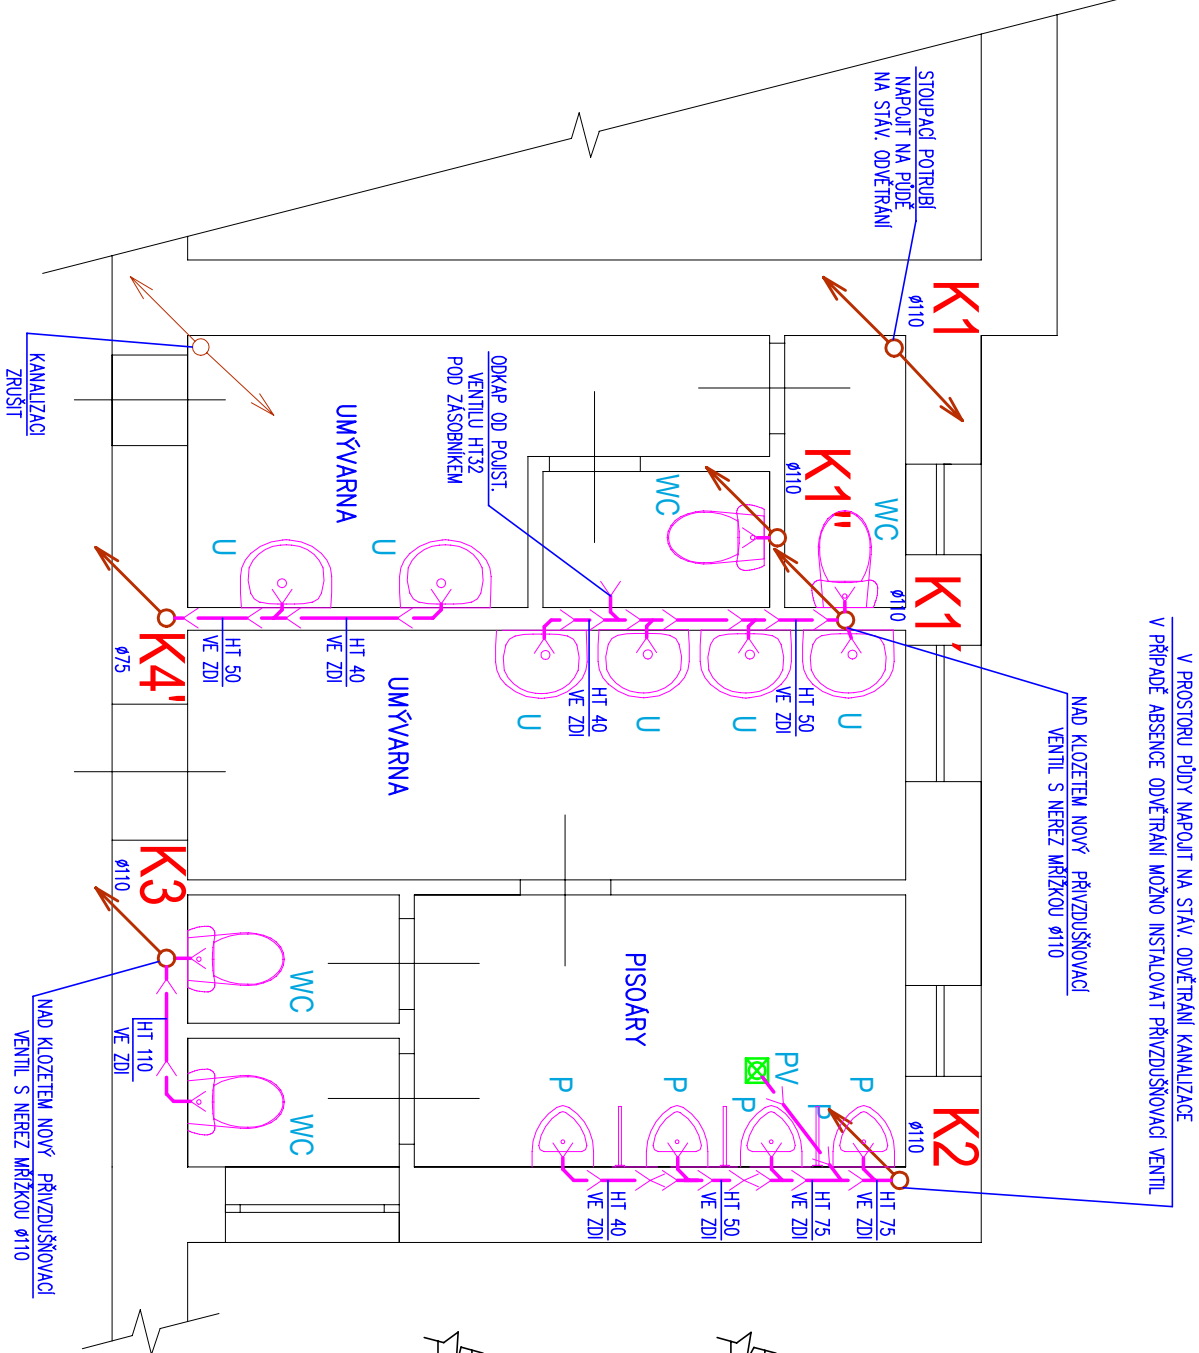 STOUPACÍ POTRUBÍ
NAPOJIT NA PŮDĚ
NA STÁV. ODVĚTRÁNÍ
K1
ø110
K1''
ø110
WC
WC
K1'
ø110
V PROSTORU PŮDY NAPOJIT NA STÁV. ODVĚTRÁNÍ KANALIZACE
V PŘÍPADĚ ABSENCE ODVĚTRÁNÍ MOŽNO INSTALOVAT PŘIVZDUŠŇOVACÍ VENTIL
NAD KLOZETEM NOVÝ PŘIVZDUŠŇOVACÍ
VENTIL S NEREZ MŘÍŽKOU ø110
ODKAP OD POJIST.
VENTILU HT32
POD ZÁSOBNÍKEM
KANALIZACI
ZRUŠIT
UMÝVARNA
U
U
HT 50
VE ZDI
HT 40
VE ZDI
K4'
ø75
HT 40
VE ZDI
HT 50
VE ZDI
U
U
U
U
UMÝVARNA
K3
ø110
WC
WC
HT 110
VE ZDI
NAD KLOZETEM NOVÝ PŘIVZDUŠŇOVACÍ
VENTIL S NEREZ MŘÍŽKOU ø110
PISOÁRY
PV
P
P
P
P
P
K2
ø110
HT 40
VE ZDI
HT 50
VE ZDI
HT 75
VE ZDI
HT 75
VE ZDI